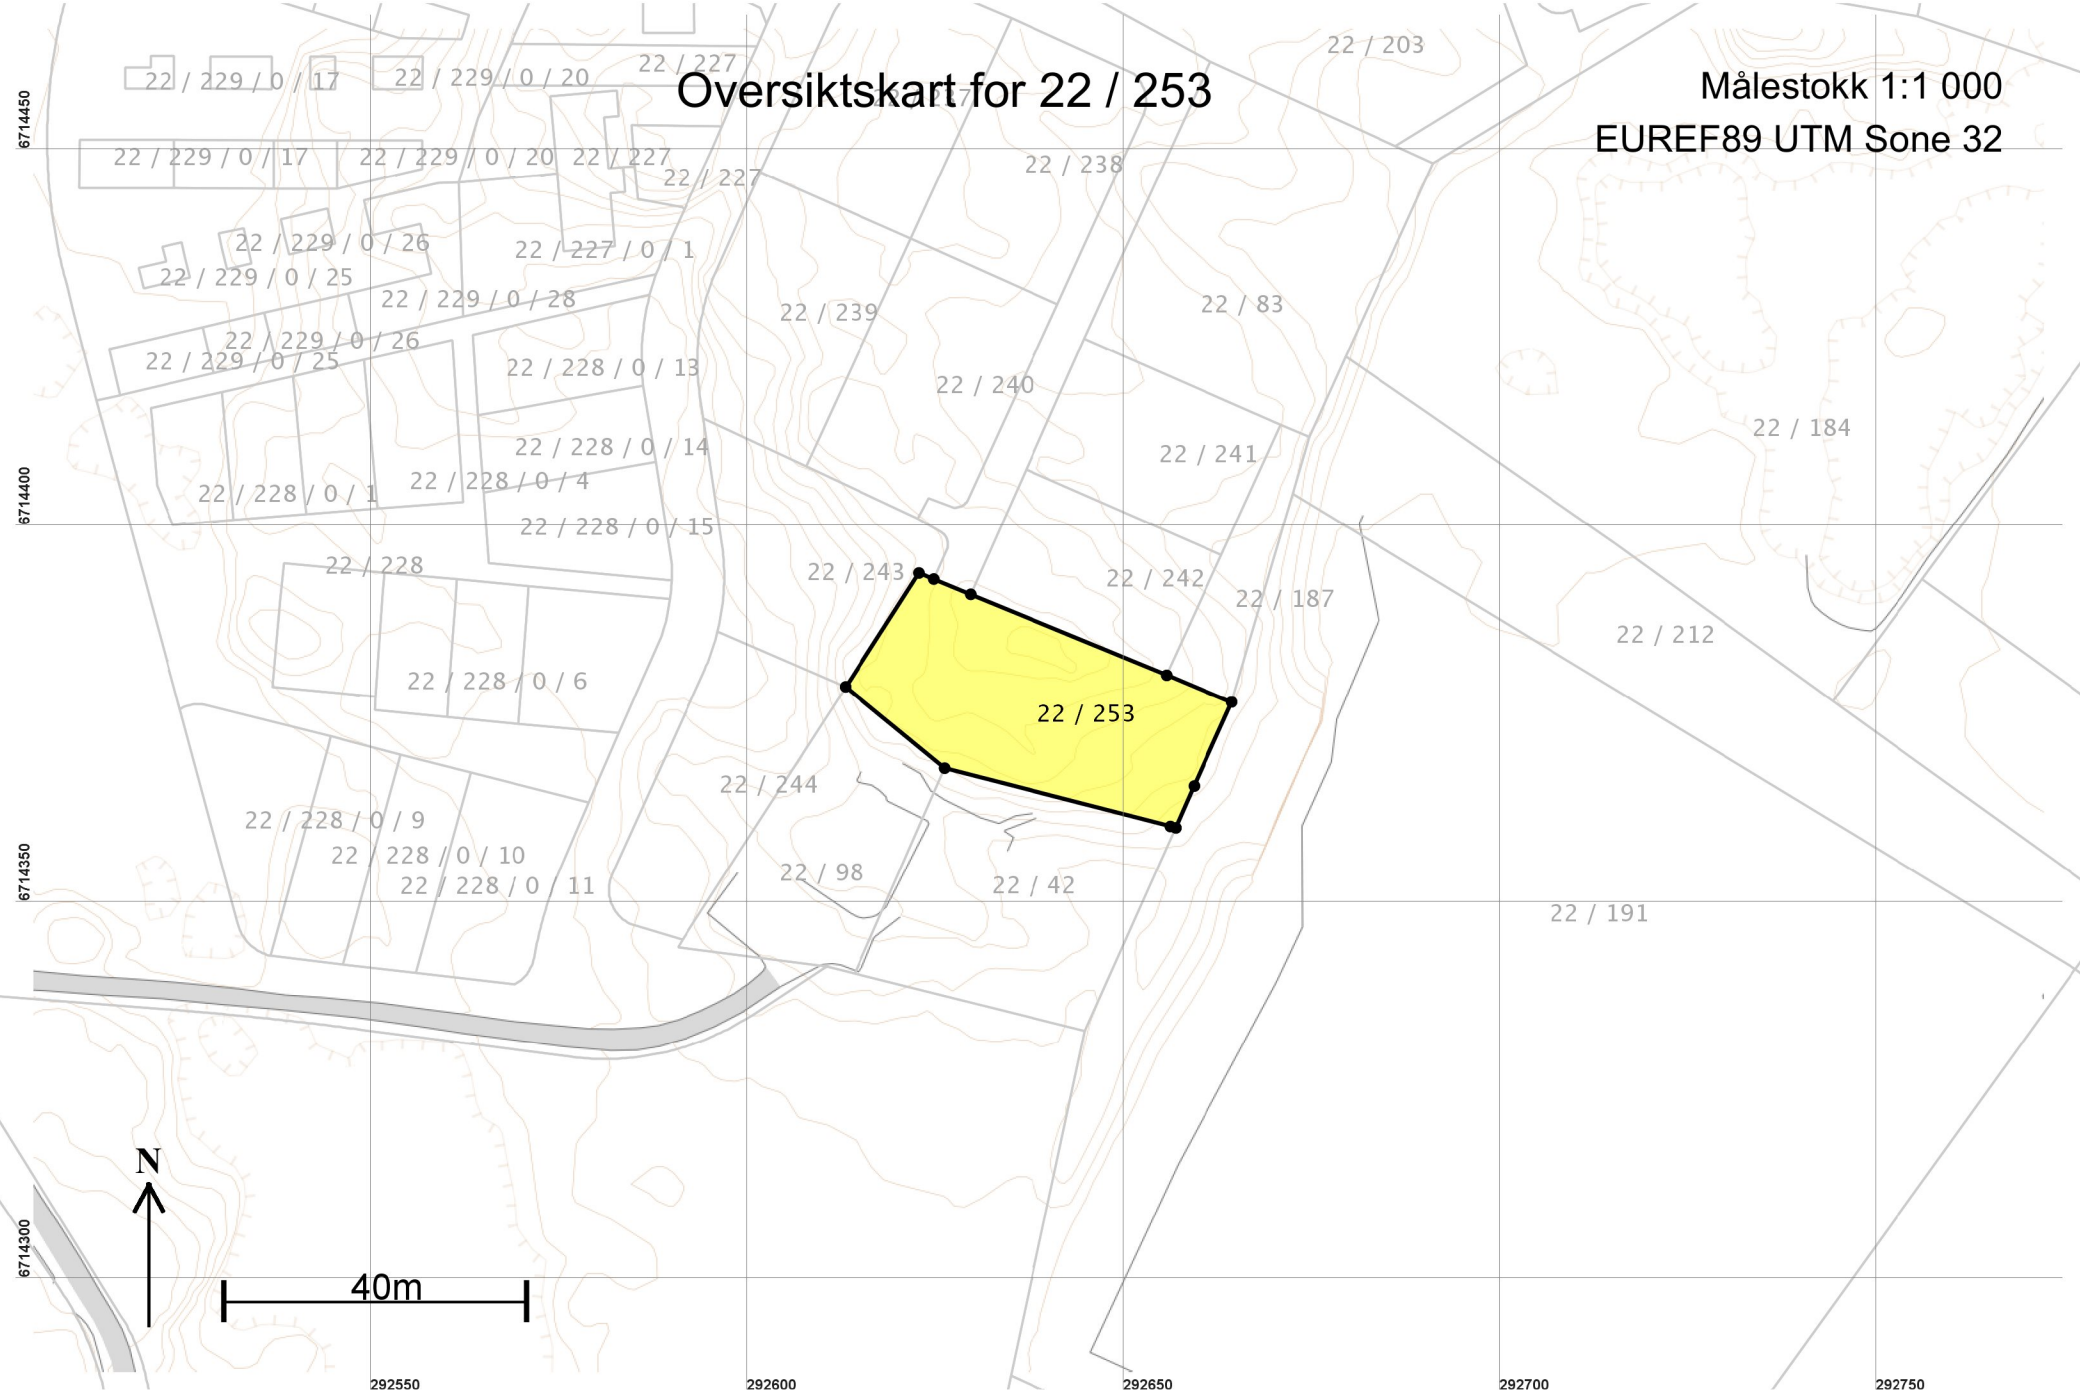 22 / 203
22 / 227
22 / 229 / 0 / 17
22 / 229 / 0 / 20
Oversiktskart for 22 / 253
Målestokk 1:1 000
EUREF89 UTM Sone 32
6714450
22 / 229 / 0 / 17
22 / 229 / 0 / 20
22 / 227
22 / 227
22 / 238
22 / 229 / 0 / 26
22 / 227 / 0 / 1
22 / 229 / 0 / 25
22 / 229 / 0 / 28
22 / 239
22 / 83
22 / 229 / 0 / 26
22 / 229 / 0 / 25
22 / 228 / 0 / 13
22 / 240
22 / 184
22 / 228 / 0 / 14
22 / 241
22 / 228 / 0 / 4
22 / 228 / 0 / 1
6714400
22 / 228 / 0 / 15
22 / 228
22 / 243
22 / 242
22 / 187
22 / 212
22 / 228 / 0 / 6
22 / 253
22 / 244
22 / 228 / 0 / 9
22 / 228 / 0 / 10
22 / 98
6714350
22 / 228 / 0 / 11
22 / 42
22 / 191
N
6714300
40m
292550
292600
292650
292700
292750